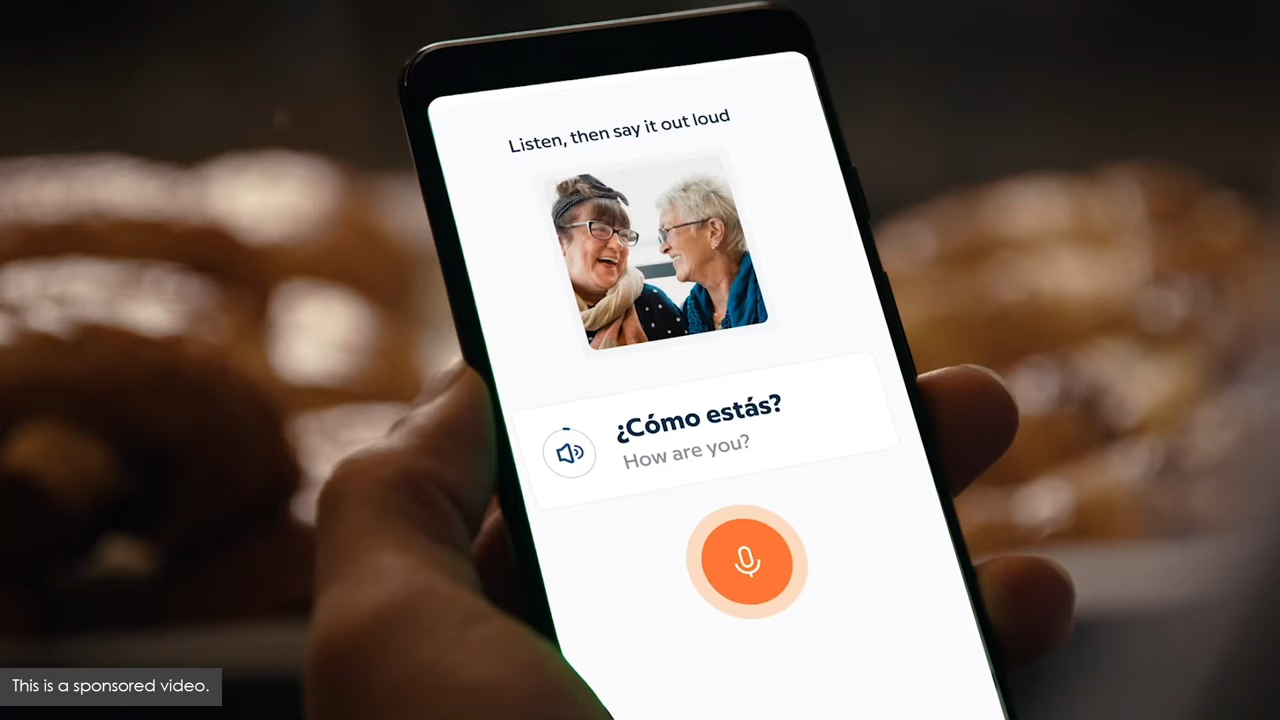 Listen, then say it out loud
¿Cómo estás?
How are you?
This is a sponsored video.